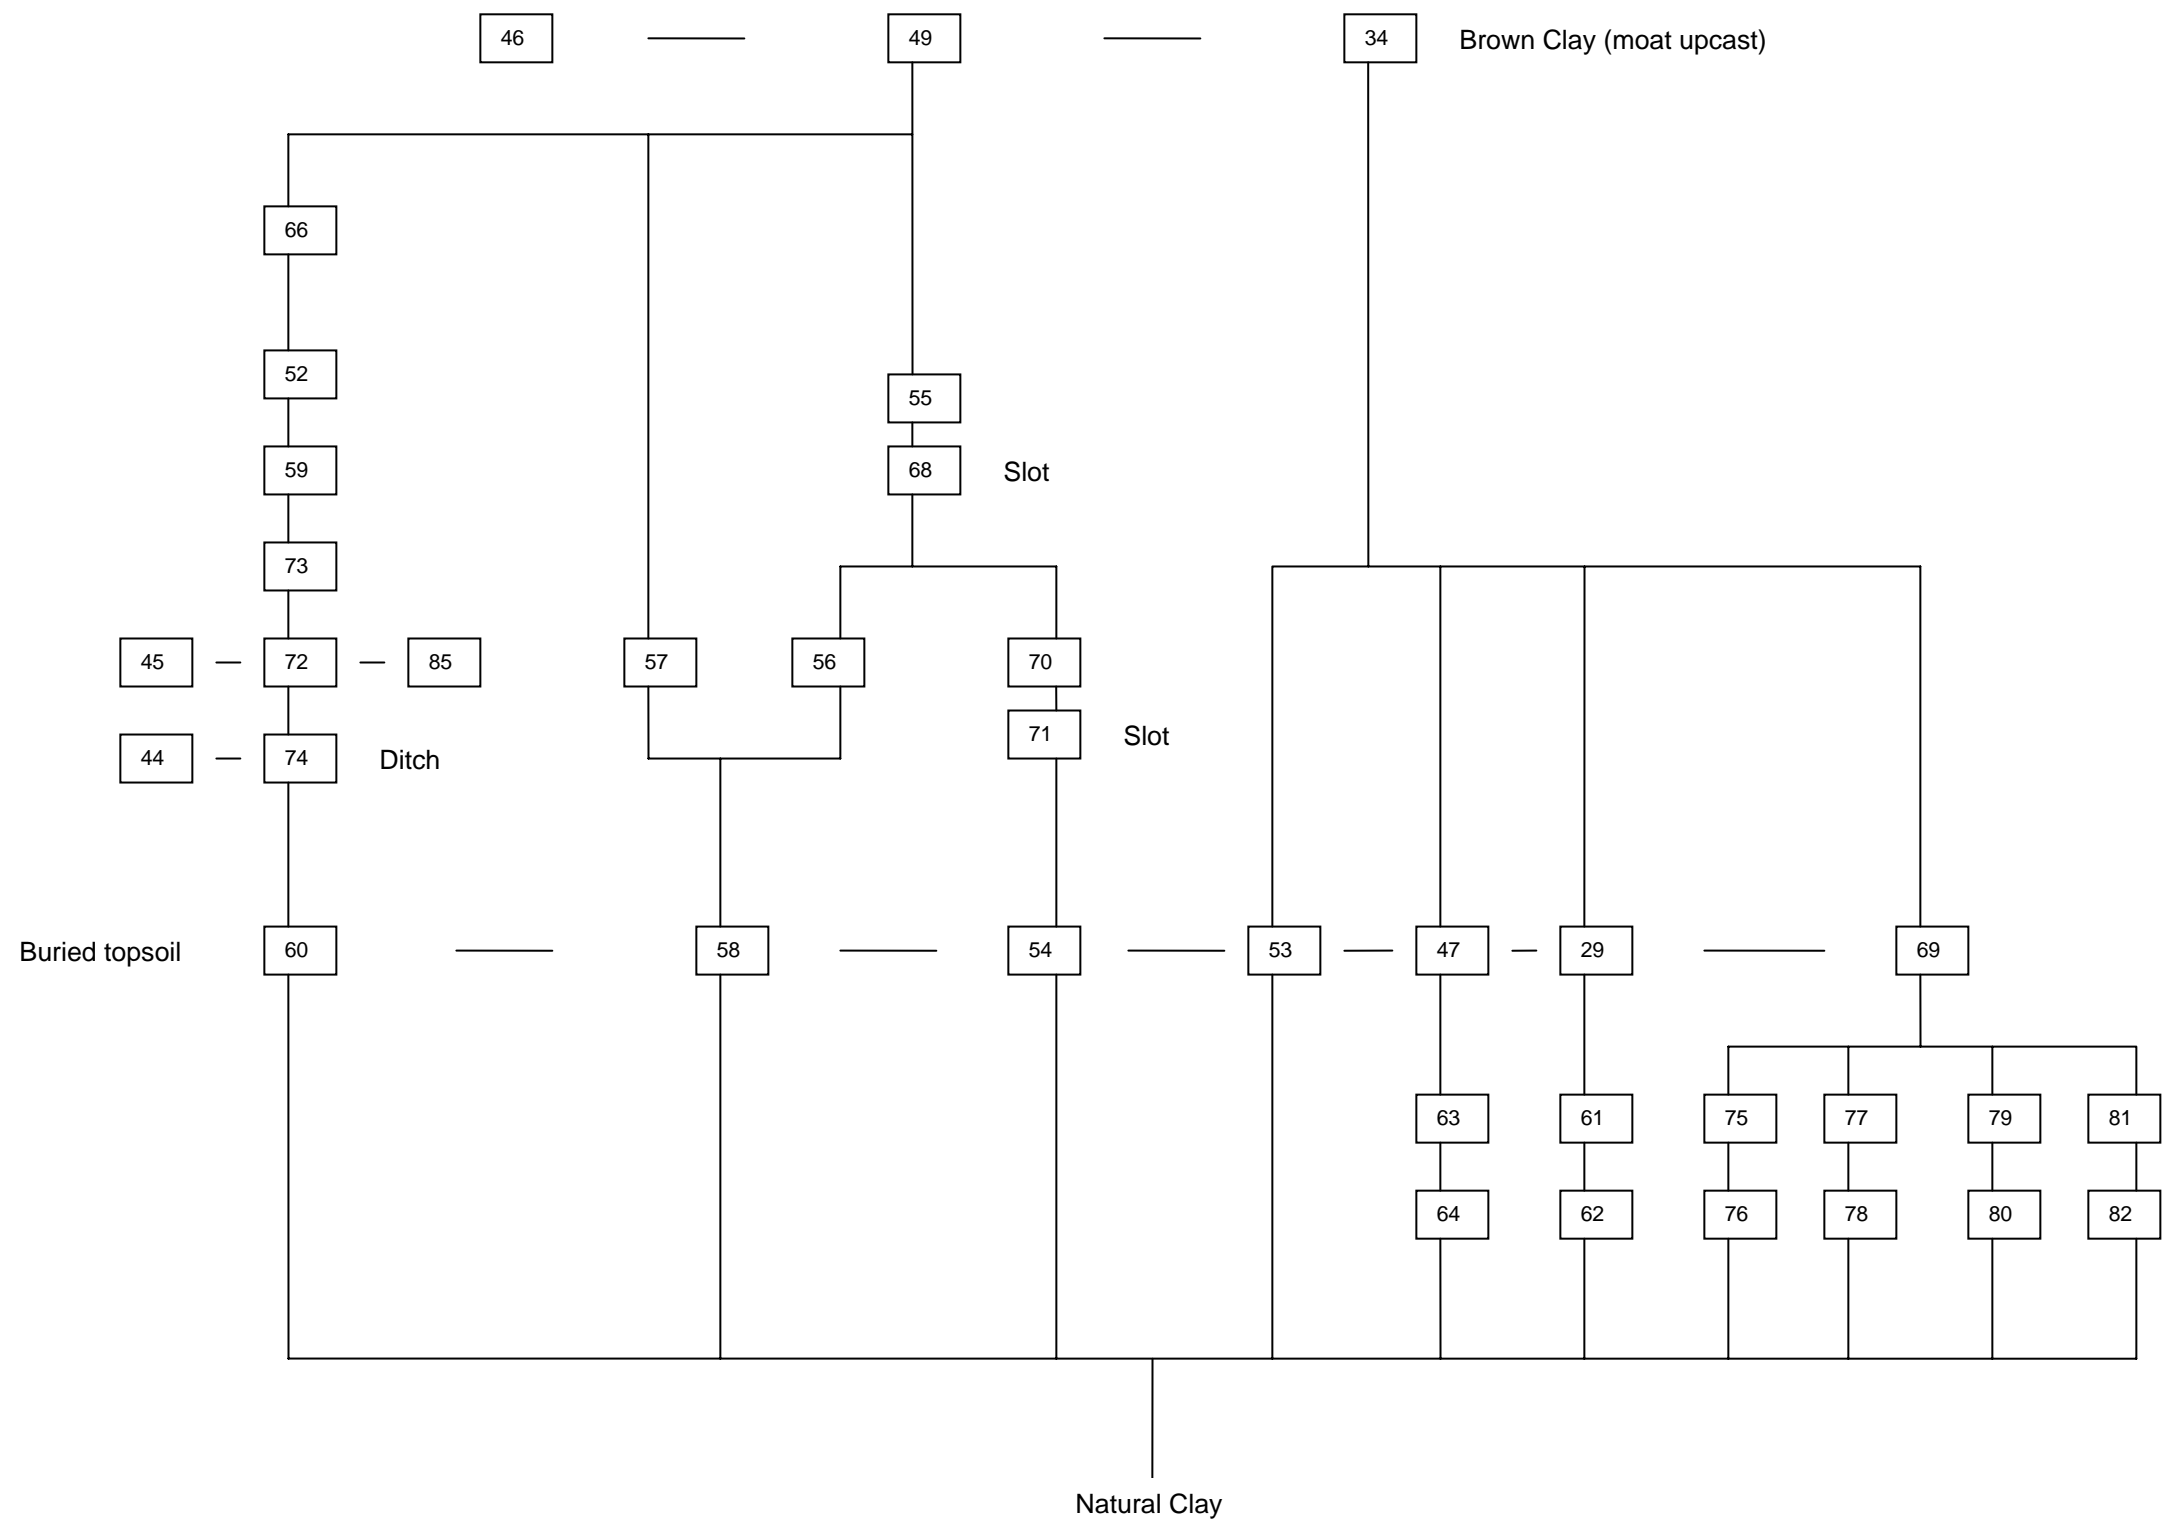 46 49 34 Brown Clay (moat upcast)
66
52
55
59 68 Slot
73
45 72 85 57 56 70
71 Slot
44 74 Ditch
Buried topsoil 60 58 54 53 47 29 69
63 61 75 77 79 81
64 62 76 78 80 82
Natural Clay